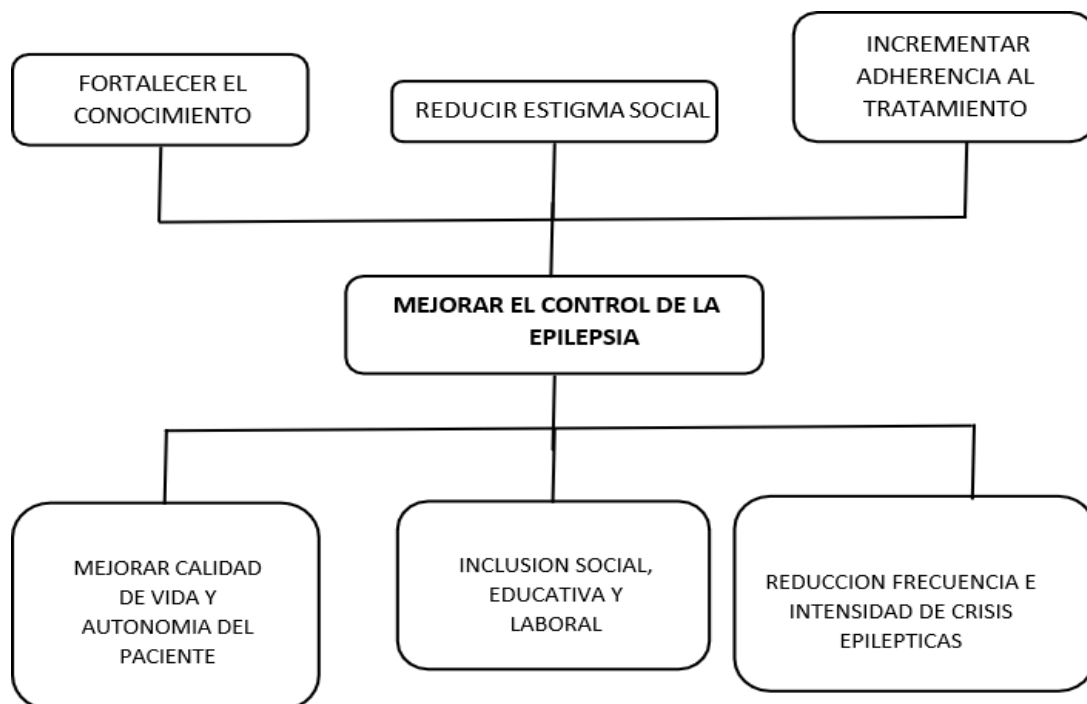 FORTALECER EL
CONOCIMIENTO
REDUCIR ESTIGMA SOCIAL
INCREMENTAR
ADHERENCIA AL
TRATAMIENTO
MEJORAR EL CONTROL DE LA
EPILEPSIA
MEJORAR CALIDAD
DE VIDA Y
AUTONOMIA DEL
PACIENTE
INCLUSION SOCIAL,
EDUCATIVA Y
LABORAL
REDUCCION FRECUENCIA E
INTENSIDAD DE CRISIS
EPILEPTICAS